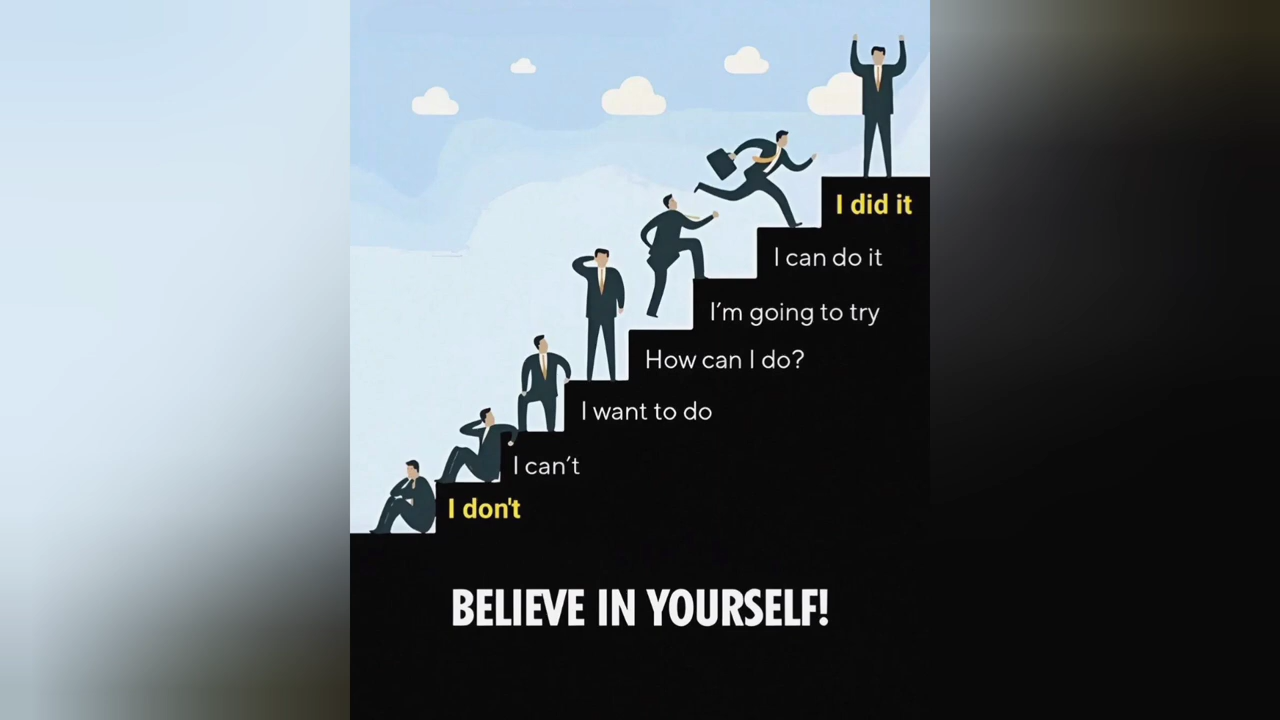 I did it
I can do it
I’m going to try
How can I do?
I want to do
I can’t
I don't
BELIEVE IN YOURSELF!